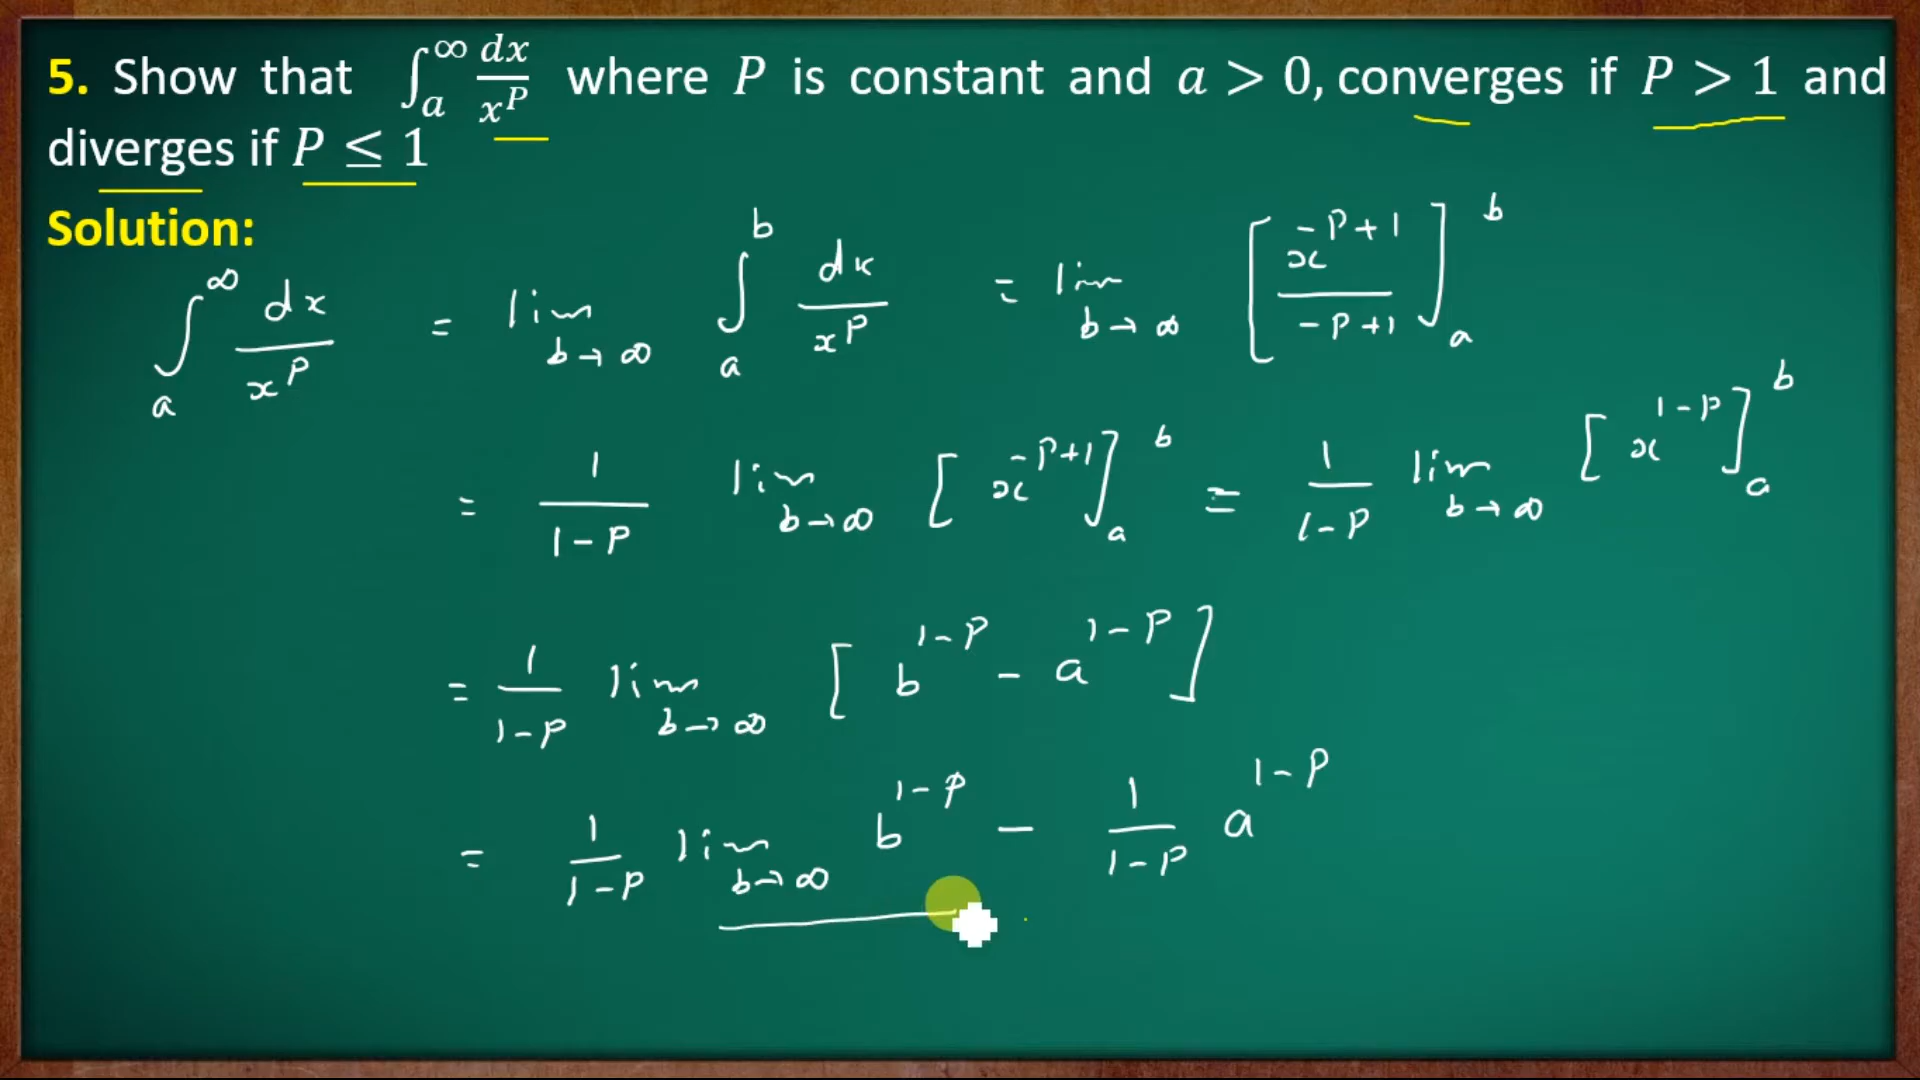 5. Show that ∫_a^∞ dx/x^P where P is constant and a > 0, converges if P > 1 and
diverges if P ≤ 1
Solution:
∫_a^∞ dx/x^P = lim_{b→∞} ∫_a^b dx/x^P = lim_{b→∞} [x^{-P+1}/(-P+1)]_a^b
= 1/(1-P) lim_{b→∞} [x^{-P+1}]_a^b = 1/(1-P) lim_{b→∞} [x^{1-P}]_a^b
= 1/(1-P) lim_{b→∞} [b^{1-P} - a^{1-P}]
= 1/(1-P) lim_{b→∞} b^{1-P} - 1/(1-P) a^{1-P}